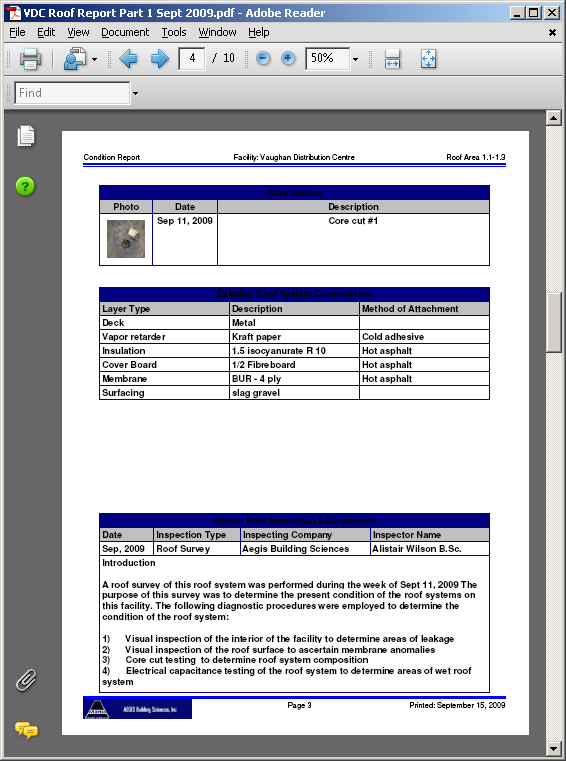 VDC Roof Report Part 1 Sept 2009.pdf - Adobe Reader
File Edit View Document Tools Window Help
4 / 10 50%
Find
Condition Report Facility: Vaughan Distribution Centre Roof Area 1.1-1.3
Photo Date Description
Sep 11, 2009 Core cut #1
Existing Roof System Construction
Layer Type Description Method of Attachment
Deck Metal
Vapor retarder Kraft paper Cold adhesive
Insulation 1.5 isocyanurate R 10 Hot asphalt
Cover Board 1/2 Fibreboard Hot asphalt
Membrane BUR - 4 ply Hot asphalt
Surfacing slag gravel
Overall Roof Inspection Assessments
Date Inspection Type Inspecting Company Inspector Name
Sep, 2009 Roof Survey Aegis Building Sciences Alistair Wilson B.Sc.
Introduction
A roof survey of this roof system was performed during the week of Sept 11, 2009 The
purpose of this survey was to determine the present condition of the roof systems on
this facility. The following diagnostic procedures were employed to determine the
condition of the roof system:
1) Visual inspection of the interior of the facility to determine areas of leakage
2) Visual inspection of the roof surface to ascertain membrane anomalies
3) Core cut testing to determine roof system composition
4) Electrical capacitance testing of the roof system to determine areas of wet roof
system
AEGIS Building Sciences, Inc Page 3 Printed: September 15, 2009